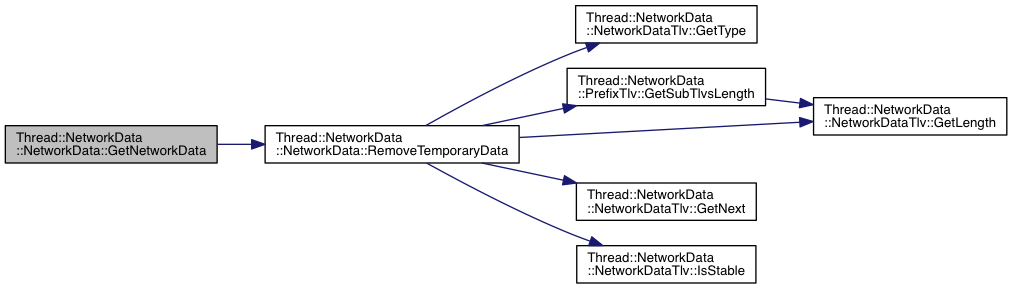 Thread::NetworkData
::NetworkData::GetNetworkData
Thread::NetworkData
::NetworkData::RemoveTemporaryData
Thread::NetworkData
::NetworkDataTlv::GetType
Thread::NetworkData
::PrefixTlv::GetSubTlvsLength
Thread::NetworkData
::NetworkDataTlv::GetLength
Thread::NetworkData
::NetworkDataTlv::GetNext
Thread::NetworkData
::NetworkDataTlv::IsStable